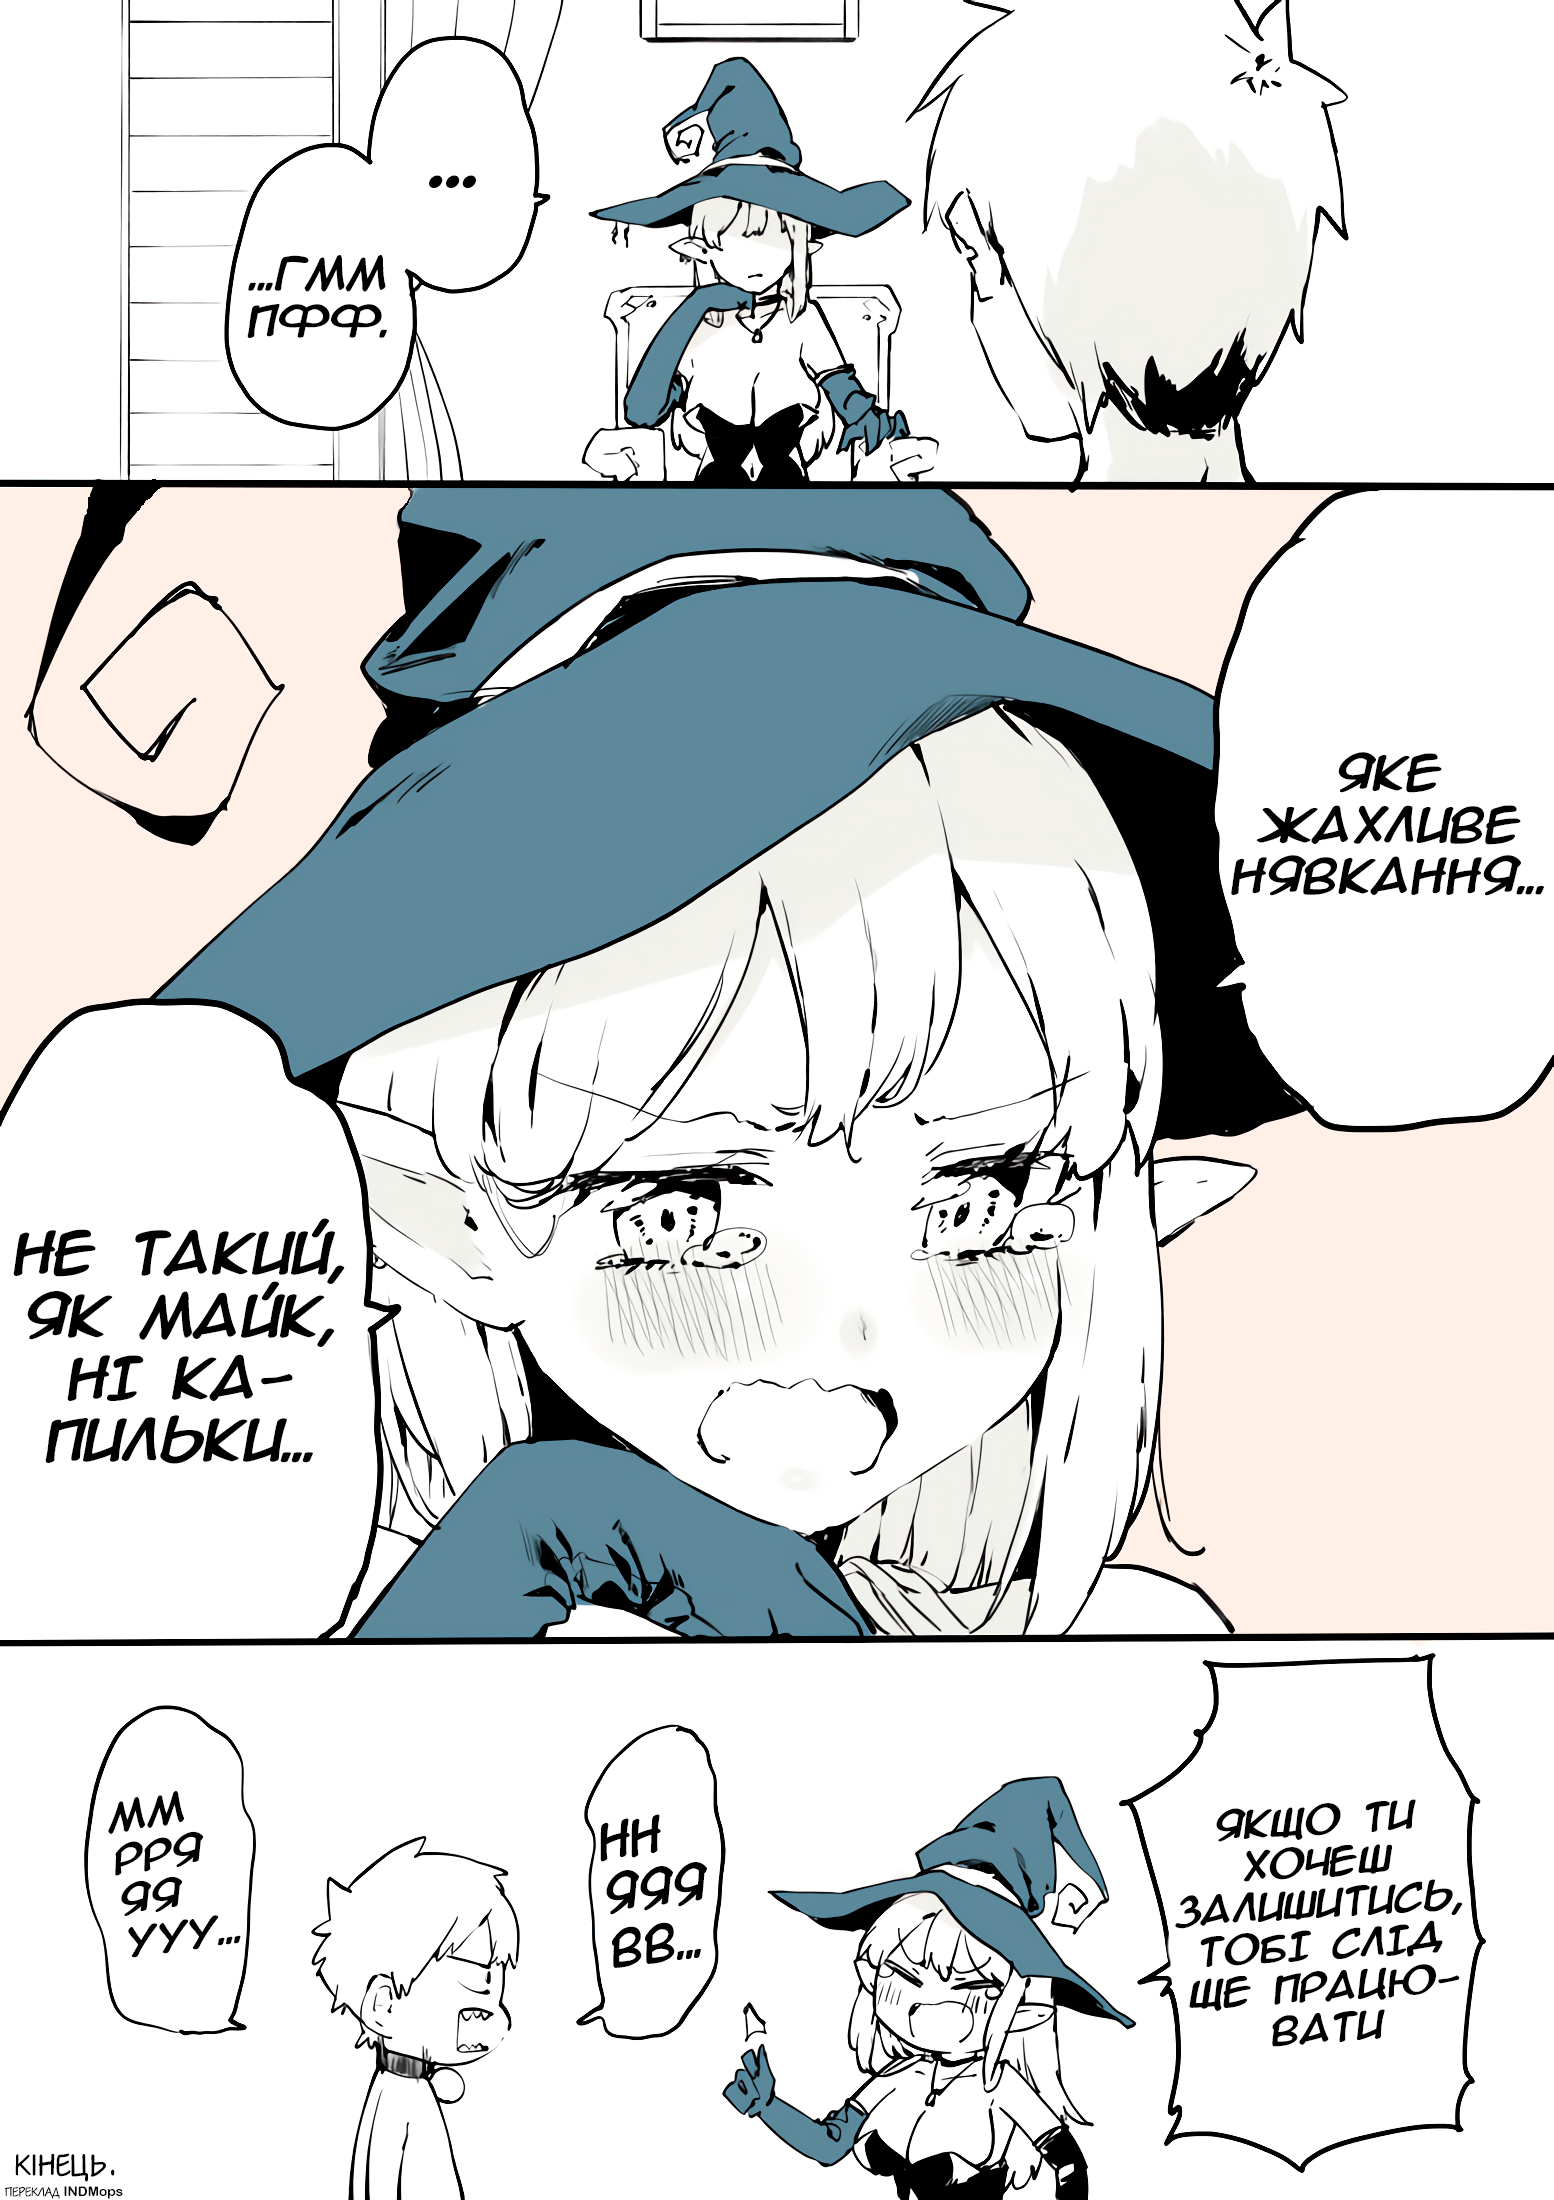 ...
...ГММ
ПФФ.
ЯКЕ
ЖАХЛИВЕ
НЯВКАННЯ...
НЕ ТАКИЙ,
ЯК МАЙК,
НІ КА-
ПИЛЬКИ...
ЯКЩО ТИ
ХОЧЕШ
ЗАЛИШИТИСЬ,
ТОБІ СЛІД
ЩЕ ПРАЦЮ-
ВАТИ
НН
ЯЯЯ
ВВ...
ММ
РРЯ
ЯЯ
УУУ...
КІНЕЦЬ.
ПЕРЕКЛАД INDMops